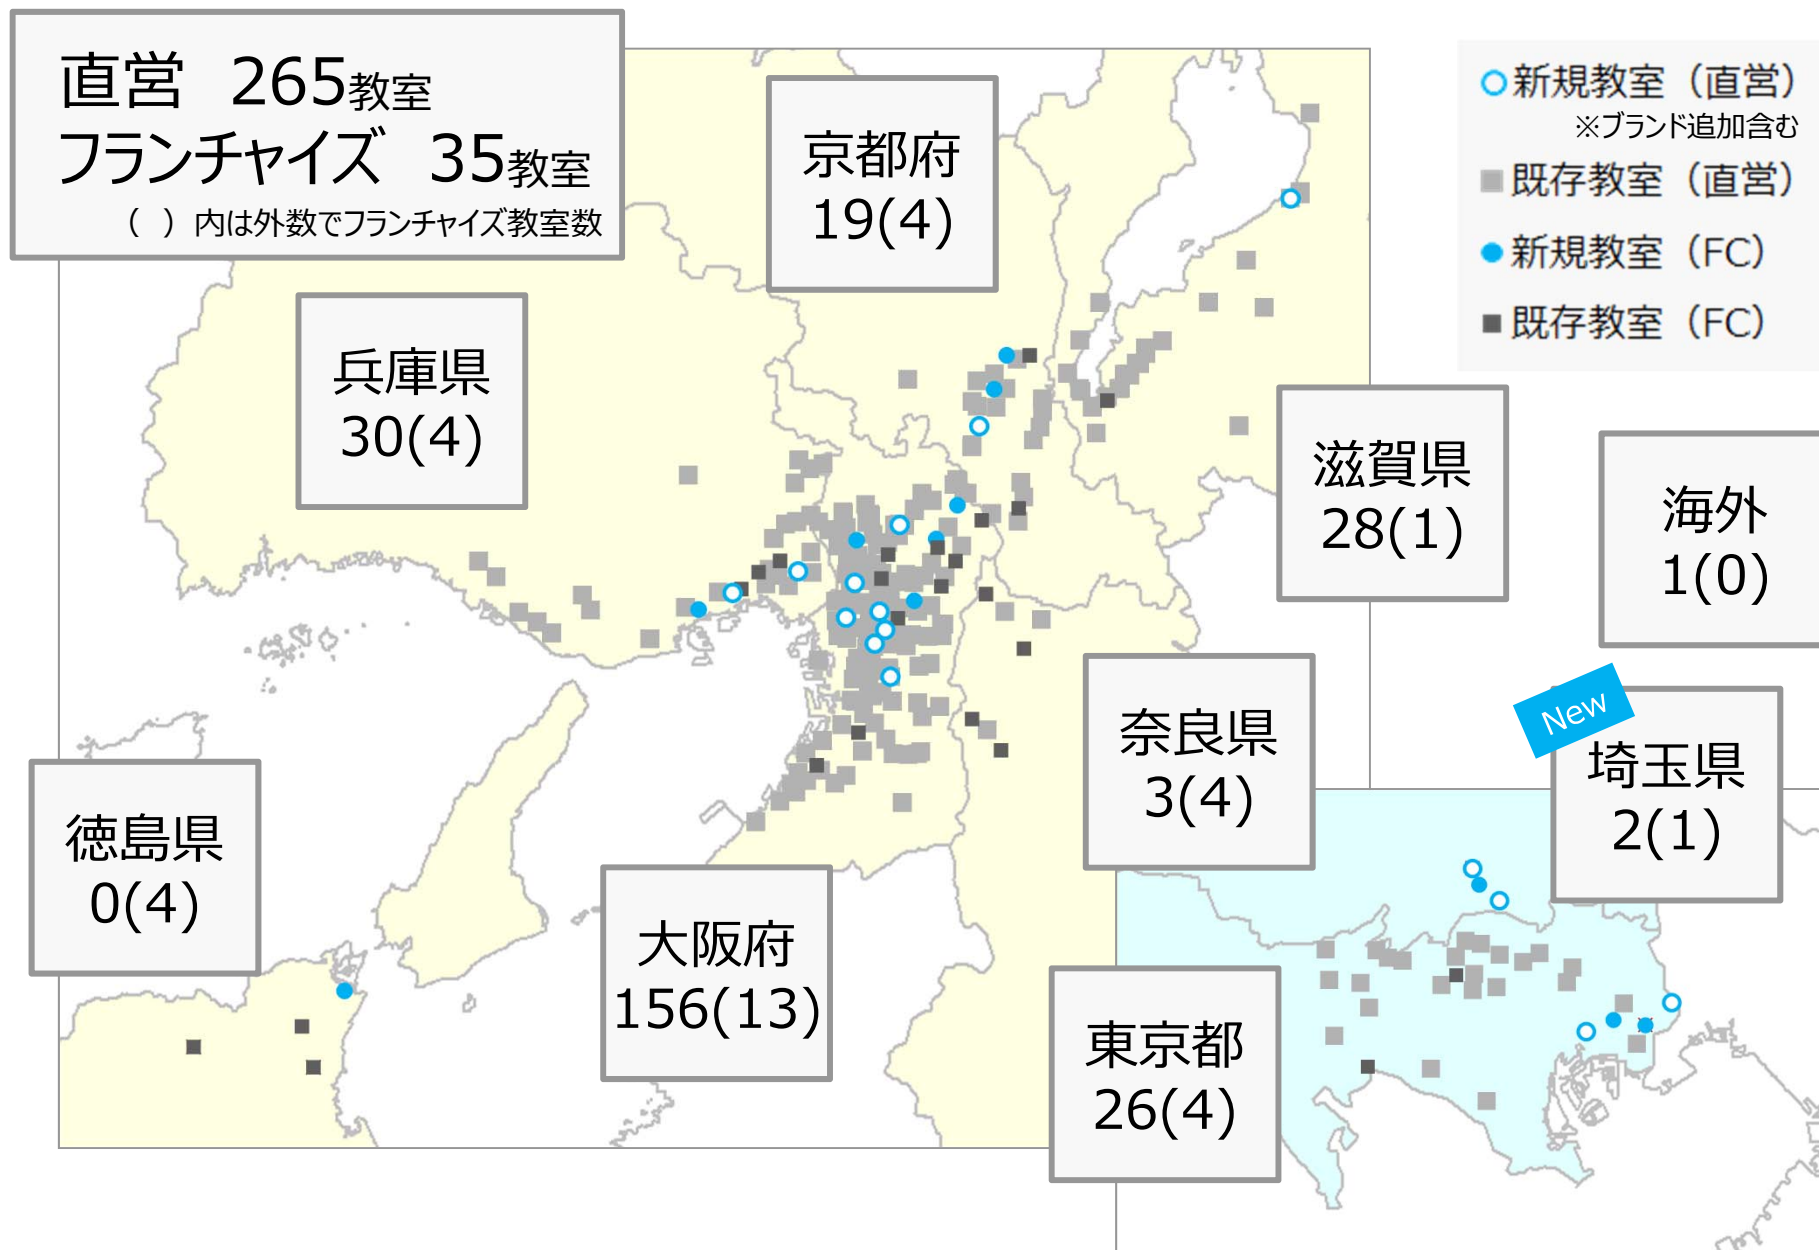 直営 265教室
フランチャイズ 35教室
（ ）内は外数でフランチャイズ教室数
京都府
19(4)
新規教室（直営）
※ブランド追加含む
既存教室（直営）
新規教室（FC）
既存教室（FC）
兵庫県
30(4)
滋賀県
28(1)
海外
1(0)
奈良県
3(4)
New
埼玉県
2(1)
徳島県
0(4)
大阪府
156(13)
東京都
26(4)